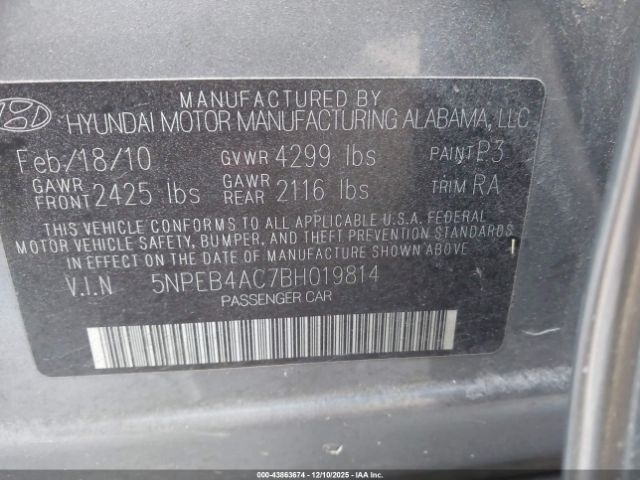 MANUFACTURED BY
HYUNDAI MOTOR MANUFACTURING ALABAMA, LLC
Feb/18/10 GVWR 4299 lbs PAINT P3
GAWR FRONT 2425 lbs GAWR REAR 2116 lbs TRIM RA
THIS VEHICLE CONFORMS TO ALL APPLICABLE U.S.A. FEDERAL
MOTOR VEHICLE SAFETY, BUMPER, AND THEFT PREVENTION STANDARDS
IN EFFECT ON THE DATE OF MANUFACTURE SHOWN ABOVE.
V.I.N 5NPEB4AC7BH019814
PASSENGER CAR
000-43863674 | 12/10/2025 - COPYRIGHT IAA, LLC